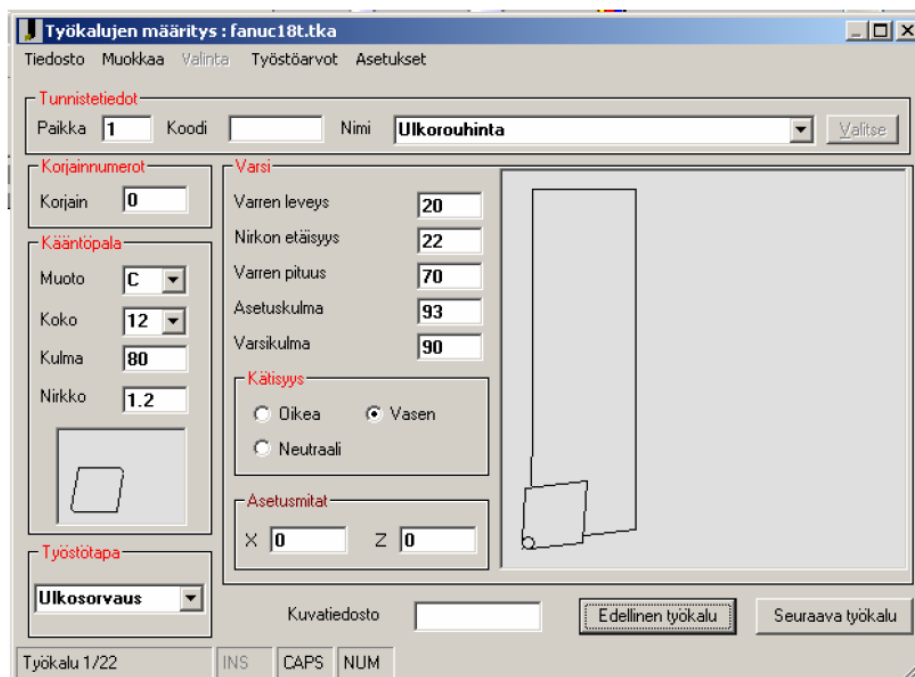 Työkalujen määritys : fanuc18t.tka
Tiedosto Muokkaa Valinta Työstöarvot Asetukset
Tunnistetiedot
Paikka 1 Koodi Nimi Ulkorouhinta Valitse
Korjainnumerot
Korjain 0
Kääntöpala
Muoto C
Koko 12
Kulma 80
Nirkko 1.2
Työstötapa
Ulkosorvaus
Varsi
Varren leveys 20
Nirkon etäisyys 22
Varren pituus 70
Asetuskulma 93
Varsikulma 90
Kätisyys
Oikea Vasen
Neutraali
Asetusmitat
X 0 Z 0
Kuvatiedosto Edellinen työkalu Seuraava työkalu
Työkalu 1/22 INS CAPS NUM